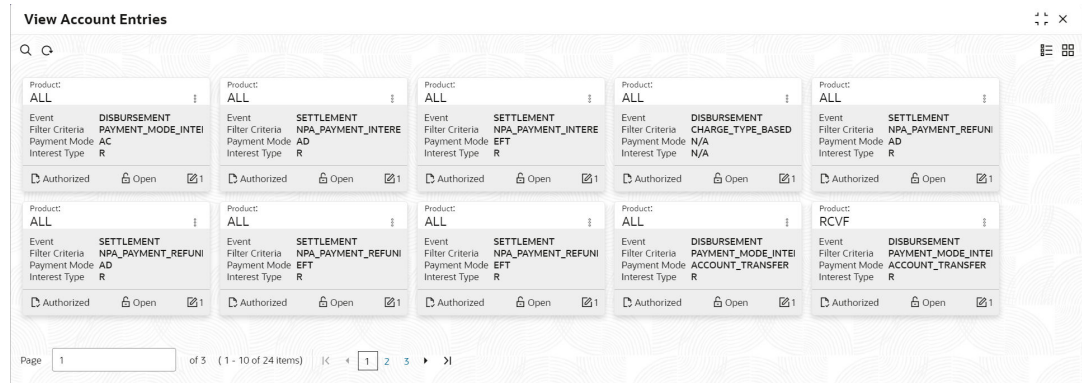 View Account Entries
Product: Product: Product: Product: Product:
ALL ALL ALL ALL ALL
Event DISBURSEMENT Event SETTLEMENT Event SETTLEMENT Event DISBURSEMENT Event SETTLEMENT
Filter Criteria PAYMENT_MODE_INTEI Filter Criteria NPA_PAYMENT_INTERE Filter Criteria NPA_PAYMENT_INTERE Filter Criteria CHARGE_TYPE_BASED Filter Criteria NPA_PAYMENT_REFUNI
Payment Mode AC Payment Mode AD Payment Mode EFT Payment Mode N/A Payment Mode AD
Interest Type R Interest Type R Interest Type R Interest Type N/A Interest Type R
Authorized Open 1 Authorized Open 1 Authorized Open 1 Authorized Open 1 Authorized Open 1
Product: Product: Product: Product: Product:
ALL ALL ALL ALL RCVF
Event SETTLEMENT Event SETTLEMENT Event SETTLEMENT Event DISBURSEMENT Event DISBURSEMENT
Filter Criteria NPA_PAYMENT_REFUNI Filter Criteria NPA_PAYMENT_REFUNI Filter Criteria NPA_PAYMENT_REFUNI Filter Criteria PAYMENT_MODE_INTEI Filter Criteria PAYMENT_MODE_INTEI
Payment Mode AD Payment Mode EFT Payment Mode EFT Payment Mode ACCOUNT_TRANSFER Payment Mode ACCOUNT_TRANSFER
Interest Type R Interest Type R Interest Type R Interest Type R Interest Type R
Authorized Open 1 Authorized Open 1 Authorized Open 1 Authorized Open 1 Authorized Open 1
Page 1 of 3 (1 - 10 of 24 items) 1 2 3